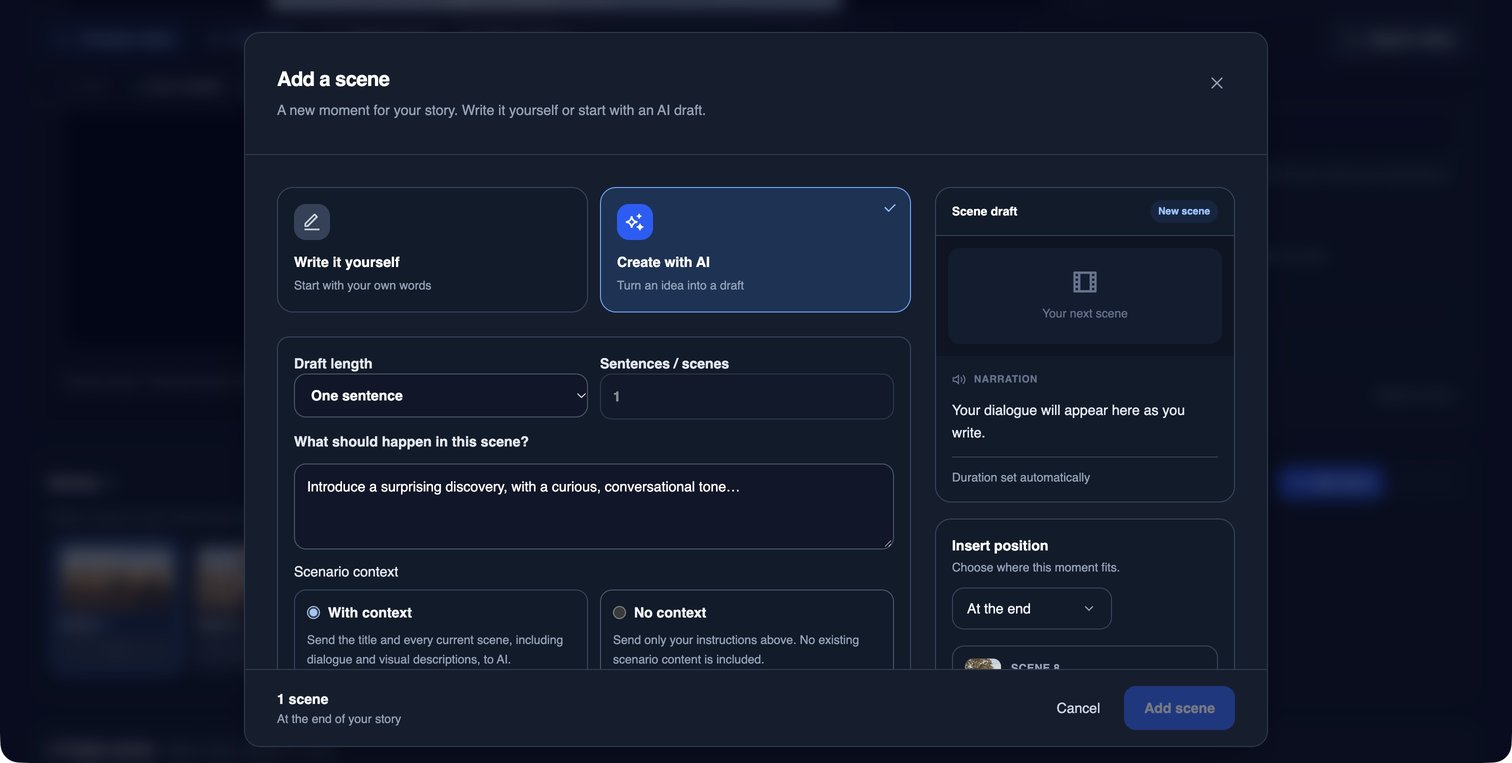 Add a scene
A new moment for your story. Write it yourself or start with an AI draft.
Write it yourself
Start with your own words
Create with AI
Turn an idea into a draft
Draft length
One sentence
Sentences / scenes
1
What should happen in this scene?
Introduce a surprising discovery, with a curious, conversational tone…
Scenario context
With context
Send the title and every current scene, including
dialogue and visual descriptions, to AI.
No context
Send only your instructions above. No existing
scenario content is included.
Scene draft
New scene
Your next scene
NARRATION
Your dialogue will appear here as you
write.
Duration set automatically
Insert position
Choose where this moment fits.
At the end
SCENE 8
1 scene
At the end of your story
Cancel
Add scene